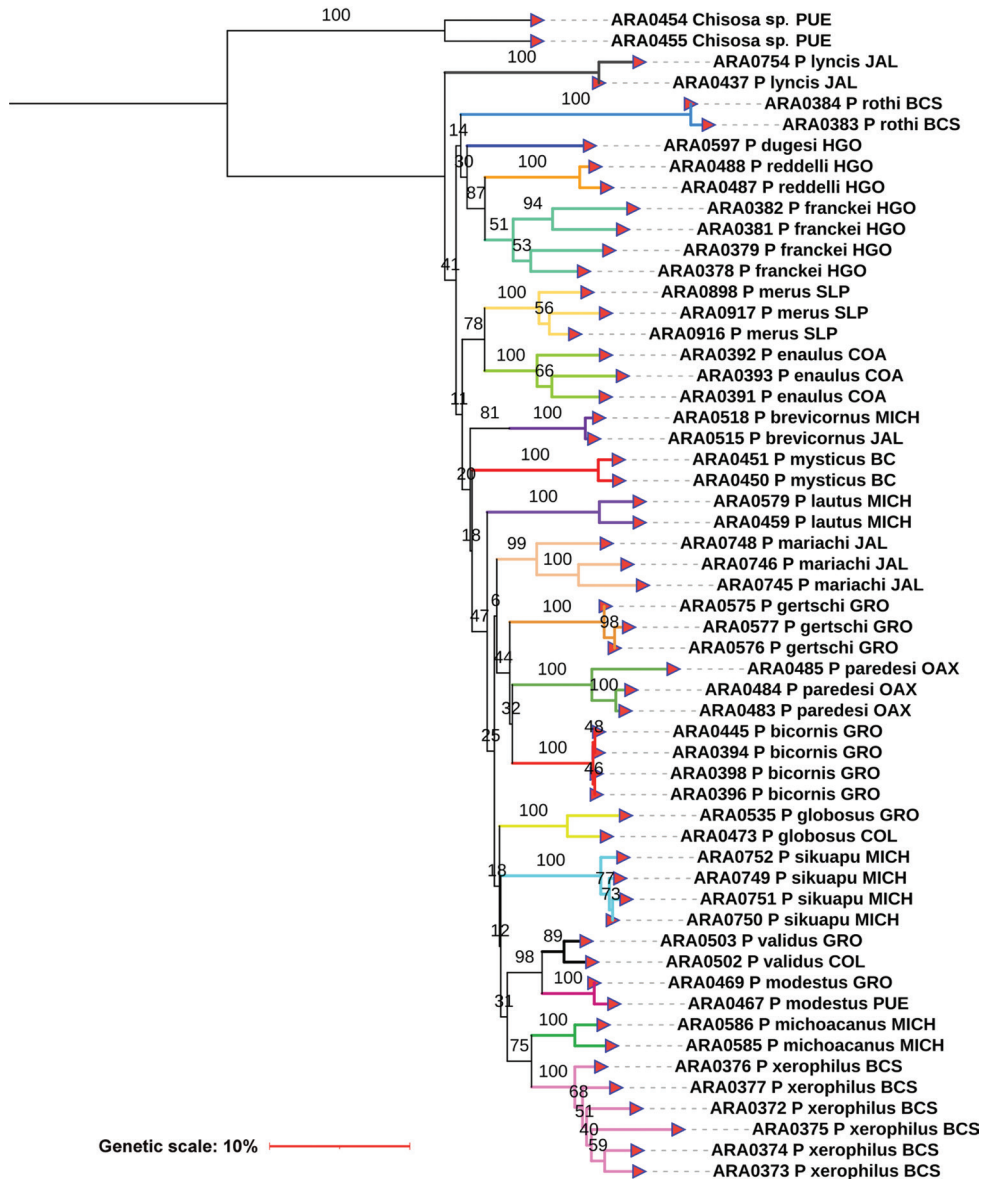 100
ARA0454 Chisosa sp. PUE
ARA0455 Chisosa sp. PUE
100
ARA0754 P lyncis JAL
ARA0437 P lyncis JAL
100
ARA0384 P rothi BCS
ARA0383 P rothi BCS
14
ARA0597 P dugesi HGO
30
100
ARA0488 P reddelli HGO
ARA0487 P reddelli HGO
87
94
ARA0382 P franckei HGO
ARA0381 P franckei HGO
51
53
ARA0379 P franckei HGO
ARA0378 P franckei HGO
41
100
ARA0898 P merus SLP
56
ARA0917 P merus SLP
ARA0916 P merus SLP
78
100
ARA0392 P enaulus COA
66
ARA0393 P enaulus COA
ARA0391 P enaulus COA
11
81
100
ARA0518 P brevicornus MICH
ARA0515 P brevicornus JAL
100
ARA0451 P mysticus BC
ARA0450 P mysticus BC
20
100
ARA0579 P lautus MICH
ARA0459 P lautus MICH
18
99
ARA0748 P mariachi JAL
100
ARA0746 P mariachi JAL
ARA0745 P mariachi JAL
6
47
100
ARA0575 P gertschi GRO
98
ARA0577 P gertschi GRO
ARA0576 P gertschi GRO
44
100
ARA0485 P paredesi OAX
100
ARA0484 P paredesi OAX
ARA0483 P paredesi OAX
32
48
ARA0445 P bicornis GRO
25
100
ARA0394 P bicornis GRO
46
ARA0398 P bicornis GRO
ARA0396 P bicornis GRO
100
ARA0535 P globosus GRO
ARA0473 P globosus COL
18
100
ARA0752 P sikuapu MICH
77
ARA0749 P sikuapu MICH
73
ARA0751 P sikuapu MICH
ARA0750 P sikuapu MICH
12
89
ARA0503 P validus GRO
98
ARA0502 P validus COL
100
ARA0469 P modestus GRO
ARA0467 P modestus PUE
31
100
ARA0586 P michoacanus MICH
ARA0585 P michoacanus MICH
75
100
ARA0376 P xerophilus BCS
68
ARA0377 P xerophilus BCS
51
ARA0372 P xerophilus BCS
40
ARA0375 P xerophilus BCS
59
ARA0374 P xerophilus BCS
ARA0373 P xerophilus BCS
Genetic scale: 10%